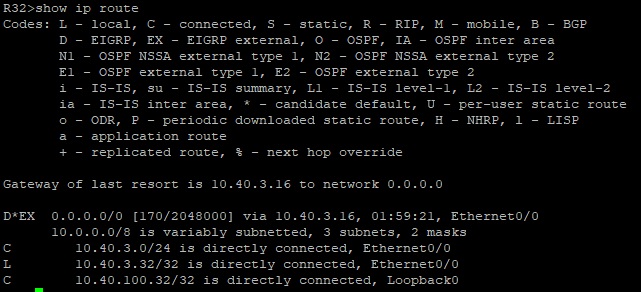 R32>show ip route
Codes: L - local, C - connected, S - static, R - RIP, M - mobile, B - BGP
       D - EIGRP, EX - EIGRP external, O - OSPF, IA - OSPF inter area
       N1 - OSPF NSSA external type 1, N2 - OSPF NSSA external type 2
       E1 - OSPF external type 1, E2 - OSPF external type 2
       i - IS-IS, su - IS-IS summary, L1 - IS-IS level-1, L2 - IS-IS level-2
       ia - IS-IS inter area, * - candidate default, U - per-user static route
       o - ODR, P - periodic downloaded static route, H - NHRP, l - LISP
       a - application route
       + - replicated route, % - next hop override
Gateway of last resort is 10.40.3.16 to network 0.0.0.0
D*EX  0.0.0.0/0 [170/2048000] via 10.40.3.16, 01:59:21, Ethernet0/0
      10.0.0.0/8 is variably subnetted, 3 subnets, 2 masks
C        10.40.3.0/24 is directly connected, Ethernet0/0
L        10.40.3.32/32 is directly connected, Ethernet0/0
C        10.40.100.32/32 is directly connected, Loopback0